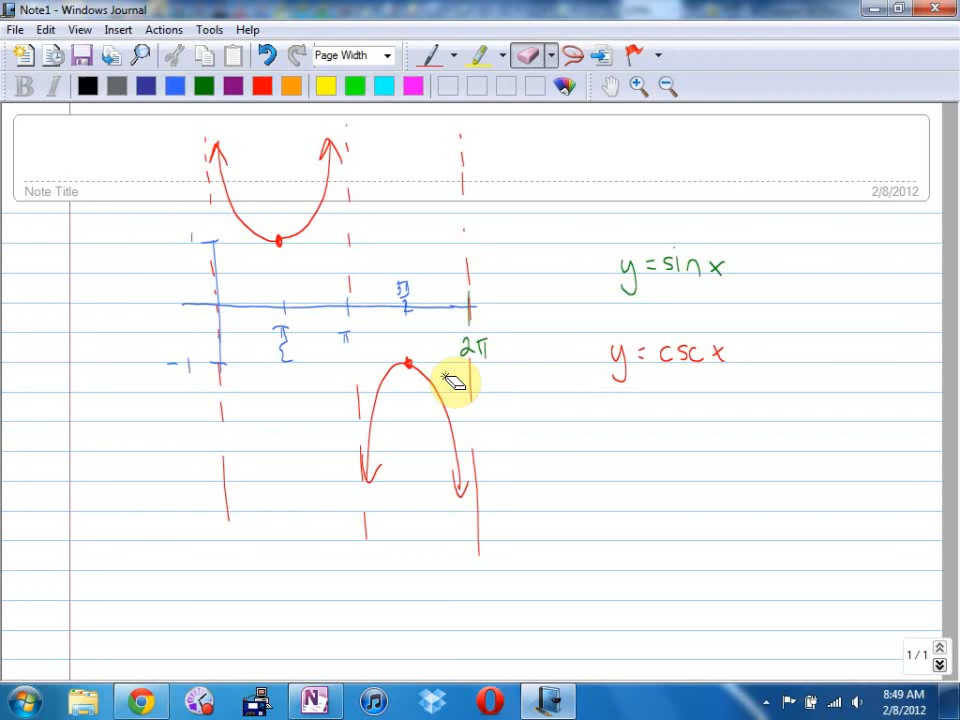 Note1 - Windows Journal
File Edit View Insert Actions Tools Help
Page Width
B I
Note Title
2/8/2012
1
y = sin x
π
2π
y = csc x
-1
1 / 1
8:49 AM
2/8/2012